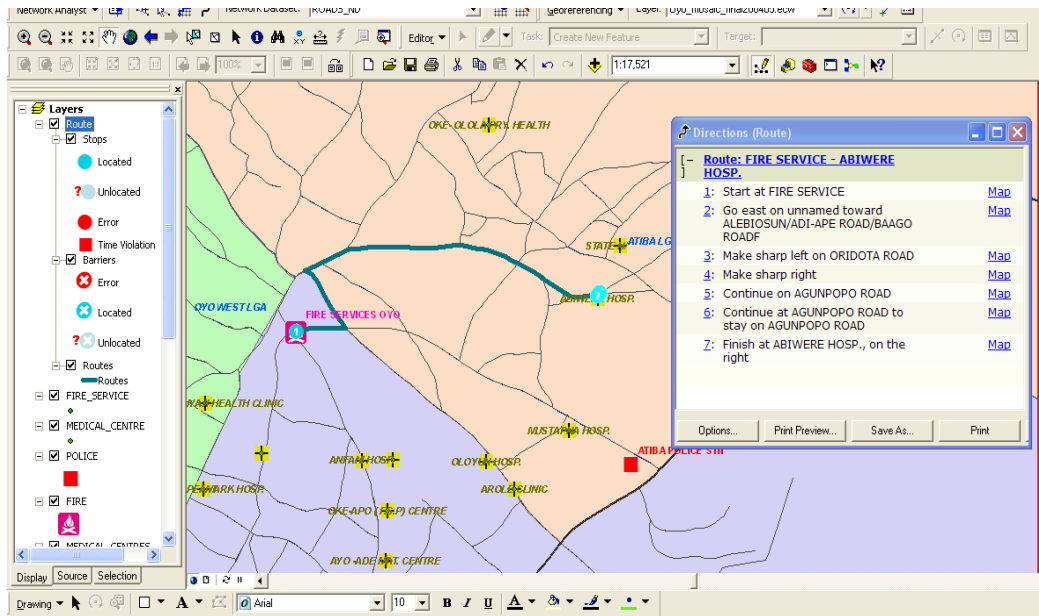 Network Analyst
Network Dataset:
ROADS_ND
Georeferencing
Layer:
Oyo_mosaic_final200405.ecw
Editor
Task:
Create New Feature
Target:
100%
1:17,521
Layers
Route
Stops
Located
? Unlocated
Error
Time Violation
Barriers
Error
Located
? Unlocated
Routes
Routes
FIRE_SERVICE
MEDICAL_CENTRE
POLICE
FIRE
MEDICAL_CENTRES
Display
Source
Selection
HEALTH
STATE
ATIBA LG
OYO WEST LGA
HOSP.
2
FIRE SERVICES OYO
1
HEALTH CLINIC
MUSTAPHA HOSP.
ATIBA POLICE STN
ANFANI HOSP.
OLOYUN HOSP.
HOSP.
AROLE CLINIC
OKE-APO CENTRE
AYO-ADE MAT. CENTRE
Directions (Route)
[-] Route: FIRE SERVICE - ABIWERE
HOSP.
1: Start at FIRE SERVICE Map
2: Go east on unnamed toward Map
ALEBIOSUN/ADI-APE ROAD/BAAGO
ROADF
3: Make sharp left on ORIDOTA ROAD Map
4: Make sharp right Map
5: Continue on AGUNPOPO ROAD Map
6: Continue at AGUNPOPO ROAD to Map
stay on AGUNPOPO ROAD
7: Finish at ABIWERE HOSP., on the Map
right
Options...
Print Preview...
Save As...
Print
Drawing
A
Arial
10
B I U A